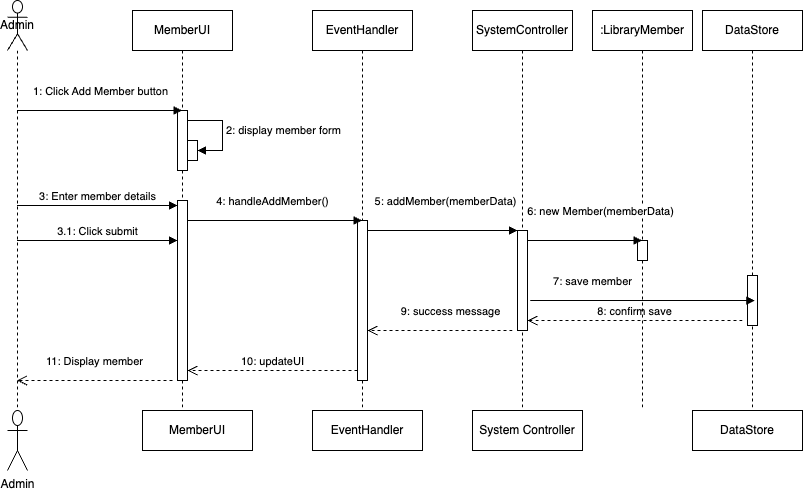 Admin
MemberUI
EventHandler
SystemController
:LibraryMember
DataStore
1: Click Add Member button
2: display member form
3: Enter member details
4: handleAddMember()
5: addMember(memberData)
6: new Member(memberData)
3.1: Click submit
7: save member
8: confirm save
9: success message
10: updateUI
11: Display member
Admin
MemberUI
EventHandler
System Controller
DataStore